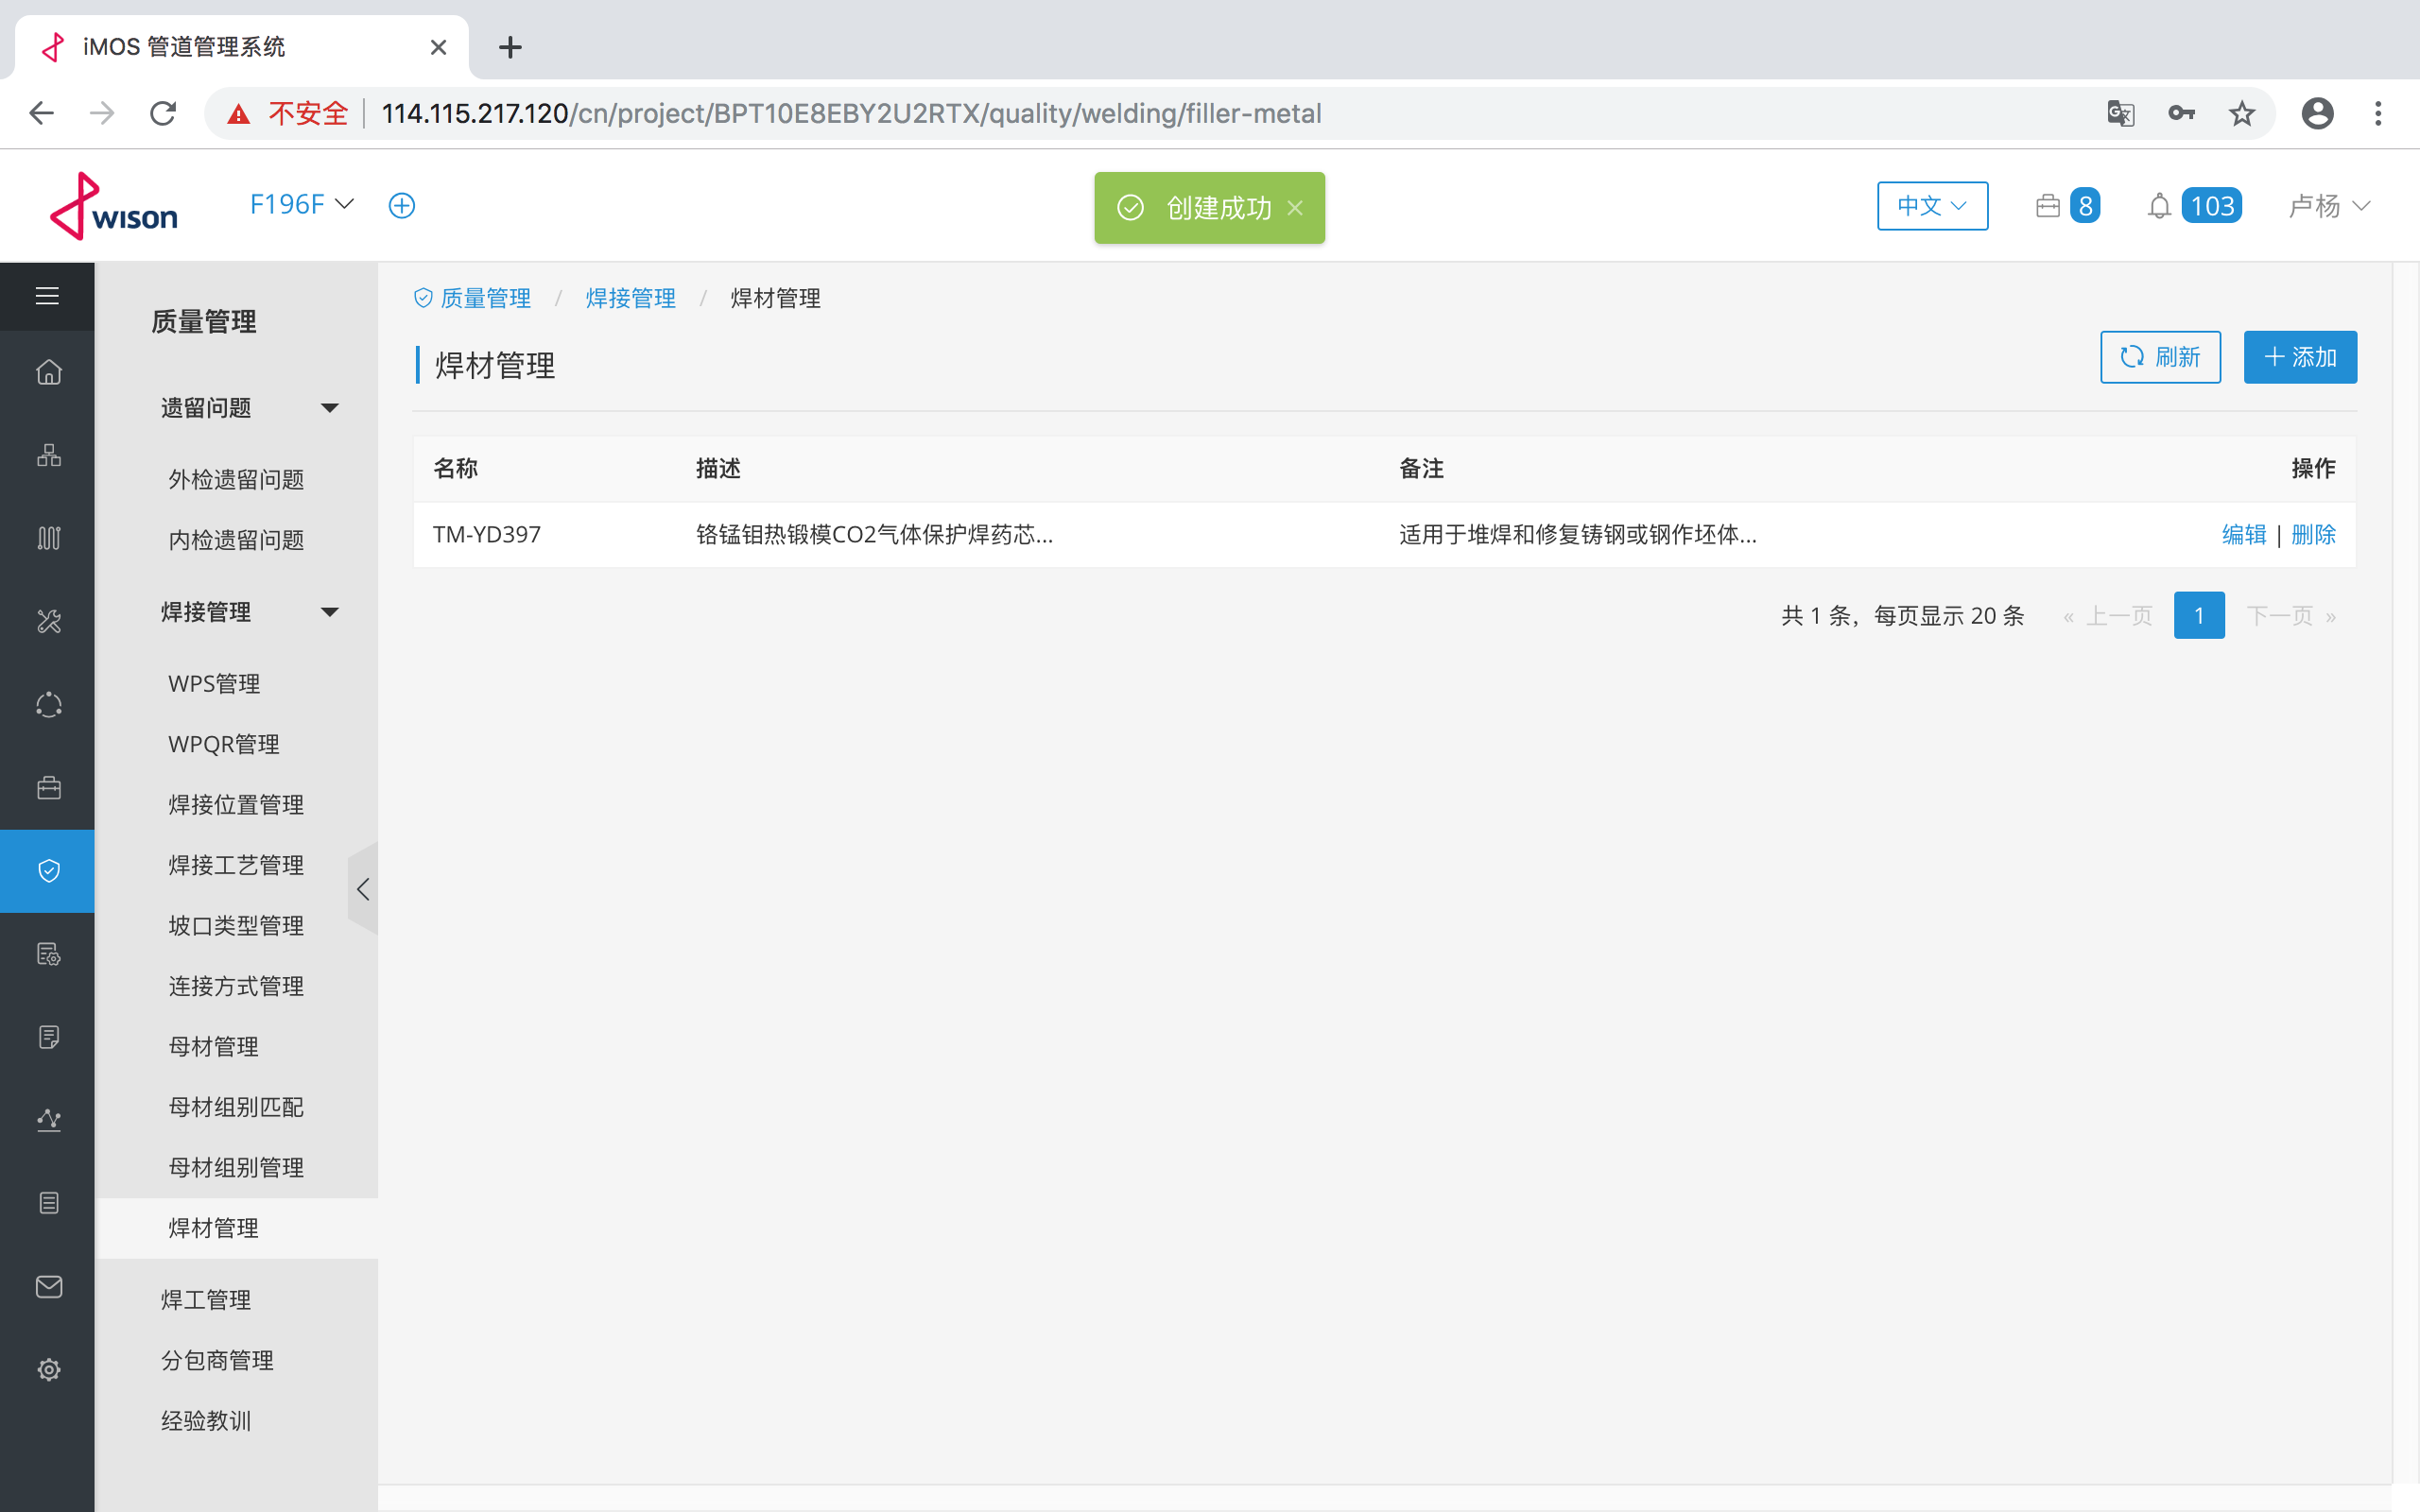 iMOS 管道管理系统
不安全 114.115.217.120/cn/project/BPT10E8EBY2U2RTX/quality/welding/filler-metal
wison F196F 创建成功 中文 8 103 卢杨
质量管理
遗留问题
外检遗留问题
内检遗留问题
焊接管理
WPS管理
WPQR管理
焊接位置管理
焊接工艺管理
坡口类型管理
连接方式管理
母材管理
母材组别匹配
母材组别管理
焊材管理
焊工管理
分包商管理
经验教训
质量管理 / 焊接管理 / 焊材管理
焊材管理 刷新 添加
名称 描述 备注 操作
TM-YD397 铬锰钼热锻模CO2气体保护焊药芯... 适用于堆焊和修复铸钢或钢作坯体... 编辑 | 删除
共 1 条，每页显示 20 条 « 上一页 1 下一页 »